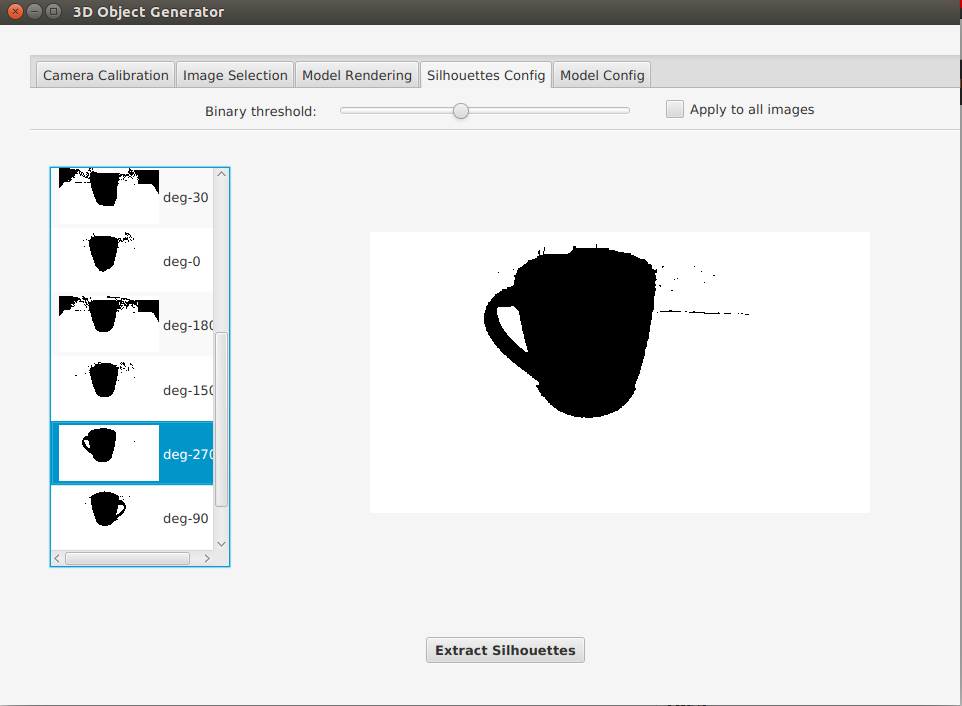 3D Object Generator
Camera Calibration
Image Selection
Model Rendering
Silhouettes Config
Model Config
Binary threshold:
Apply to all images
deg-30
deg-0
deg-180
deg-150
deg-270
deg-90
Extract Silhouettes